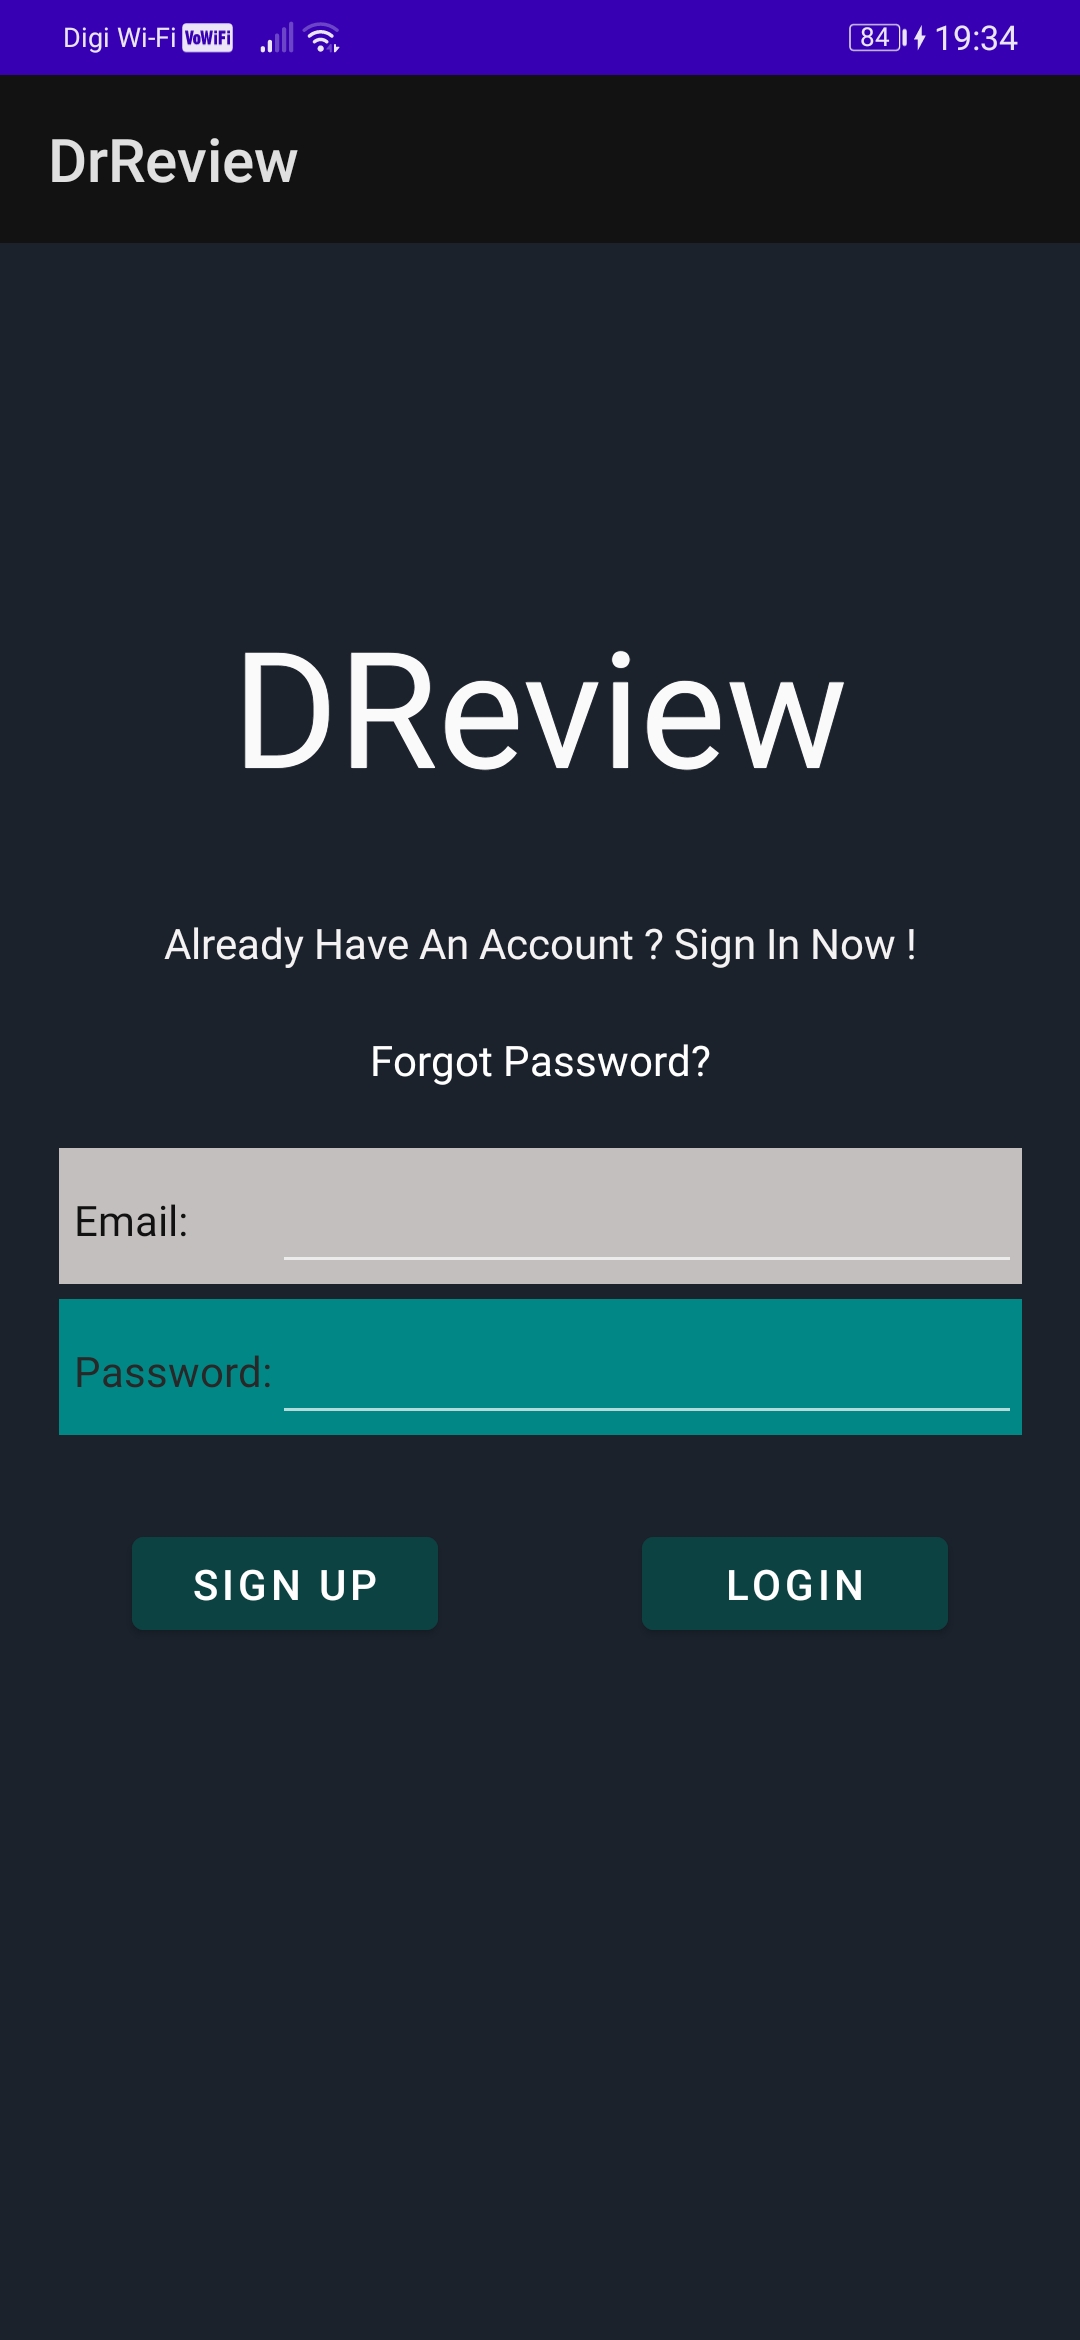 Digi Wi-Fi VoWiFi 84 19:34
DrReview
DReview
Already Have An Account ? Sign In Now !
Forgot Password?
Email:
Password:
SIGN UP LOGIN